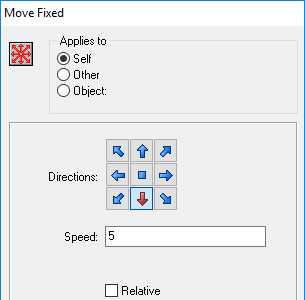 Move Fixed
Applies to
Self
Other
Object:
Directions:
Speed: 5
Relative